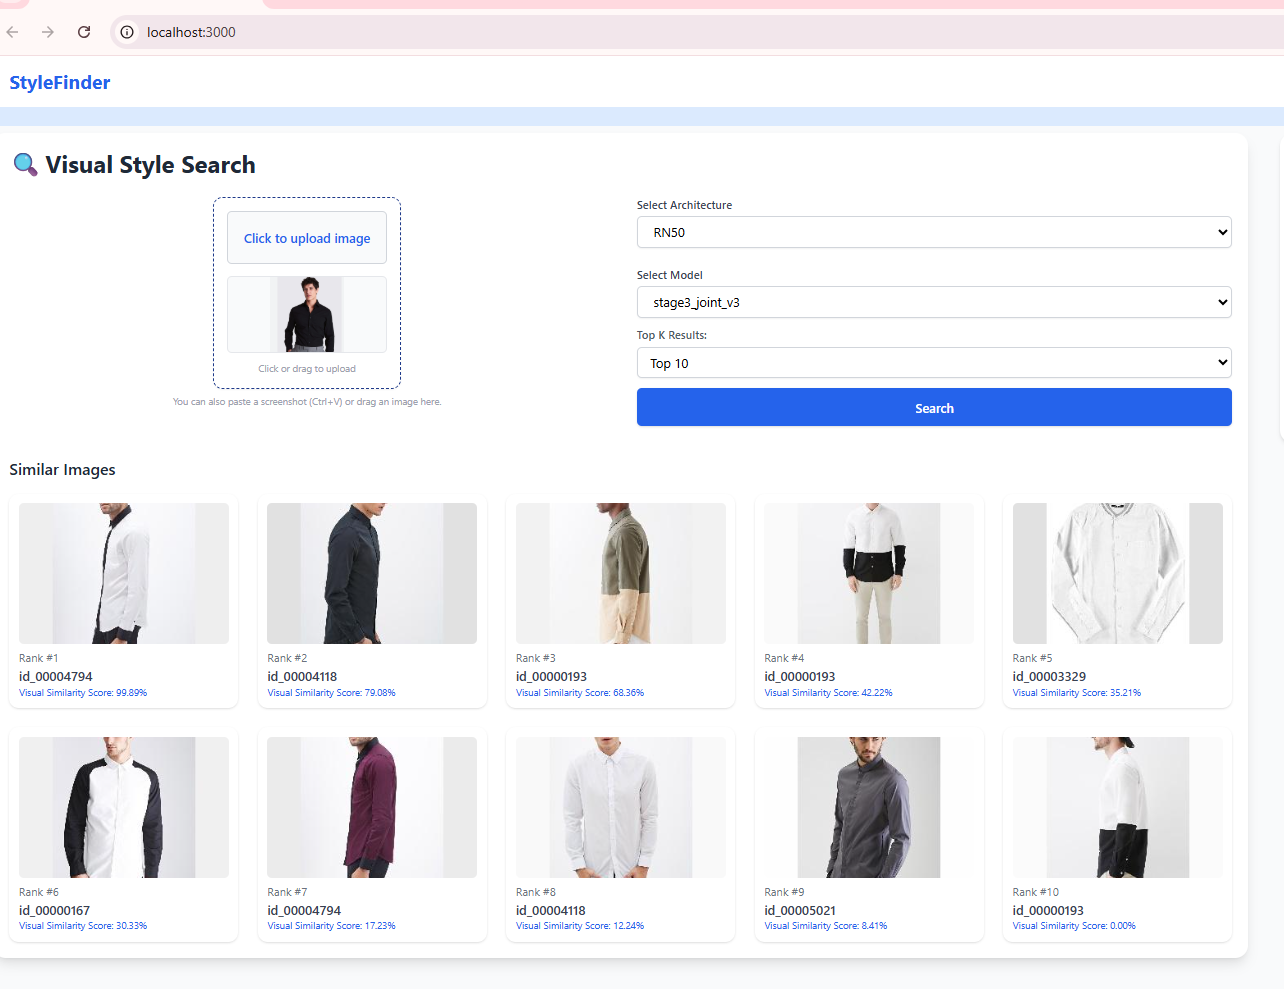 localhost:3000
StyleFinder
Visual Style Search
Click to upload image
Click or drag to upload
You can also paste a screenshot (Ctrl+V) or drag an image here.
Select Architecture
RN50
Select Model
stage3_joint_v3
Top K Results:
Top 10
Search
Similar Images
Rank #1
id_00004794
Visual Similarity Score: 99.89%
Rank #2
id_00004118
Visual Similarity Score: 79.08%
Rank #3
id_00000193
Visual Similarity Score: 68.36%
Rank #4
id_00000193
Visual Similarity Score: 42.22%
Rank #5
id_00003329
Visual Similarity Score: 35.21%
Rank #6
id_00000167
Visual Similarity Score: 30.33%
Rank #7
id_00004794
Visual Similarity Score: 17.23%
Rank #8
id_00004118
Visual Similarity Score: 12.24%
Rank #9
id_00005021
Visual Similarity Score: 8.41%
Rank #10
id_00000193
Visual Similarity Score: 0.00%